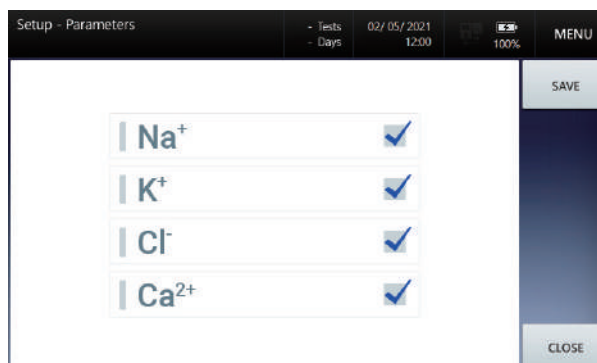 Setup - Parameters
- Tests
- Days
02/ 05/ 2021
12:00
100%
MENU
SAVE
Na⁺
K⁺
Cl⁻
Ca²⁺
CLOSE